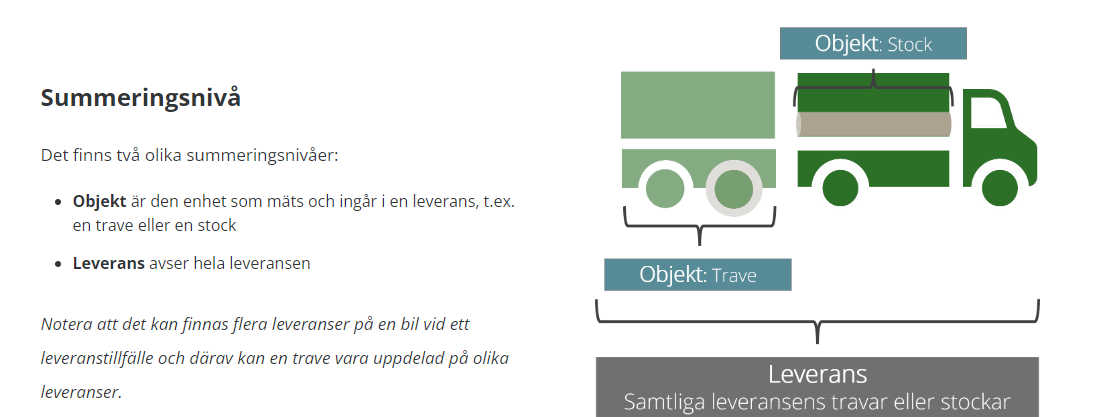 Summeringsnivå
Det finns två olika summeringsnivåer:
Objekt är den enhet som mäts och ingår i en leverans, t.ex.
en trave eller en stock
Leverans avser hela leveransen
Notera att det kan finnas flera leveranser på en bil vid ett
leveranstillfälle och därav kan en trave vara uppdelad på olika
leveranser.
Objekt: Stock
Objekt: Trave
Leverans
Samtliga leveransens travar eller stockar